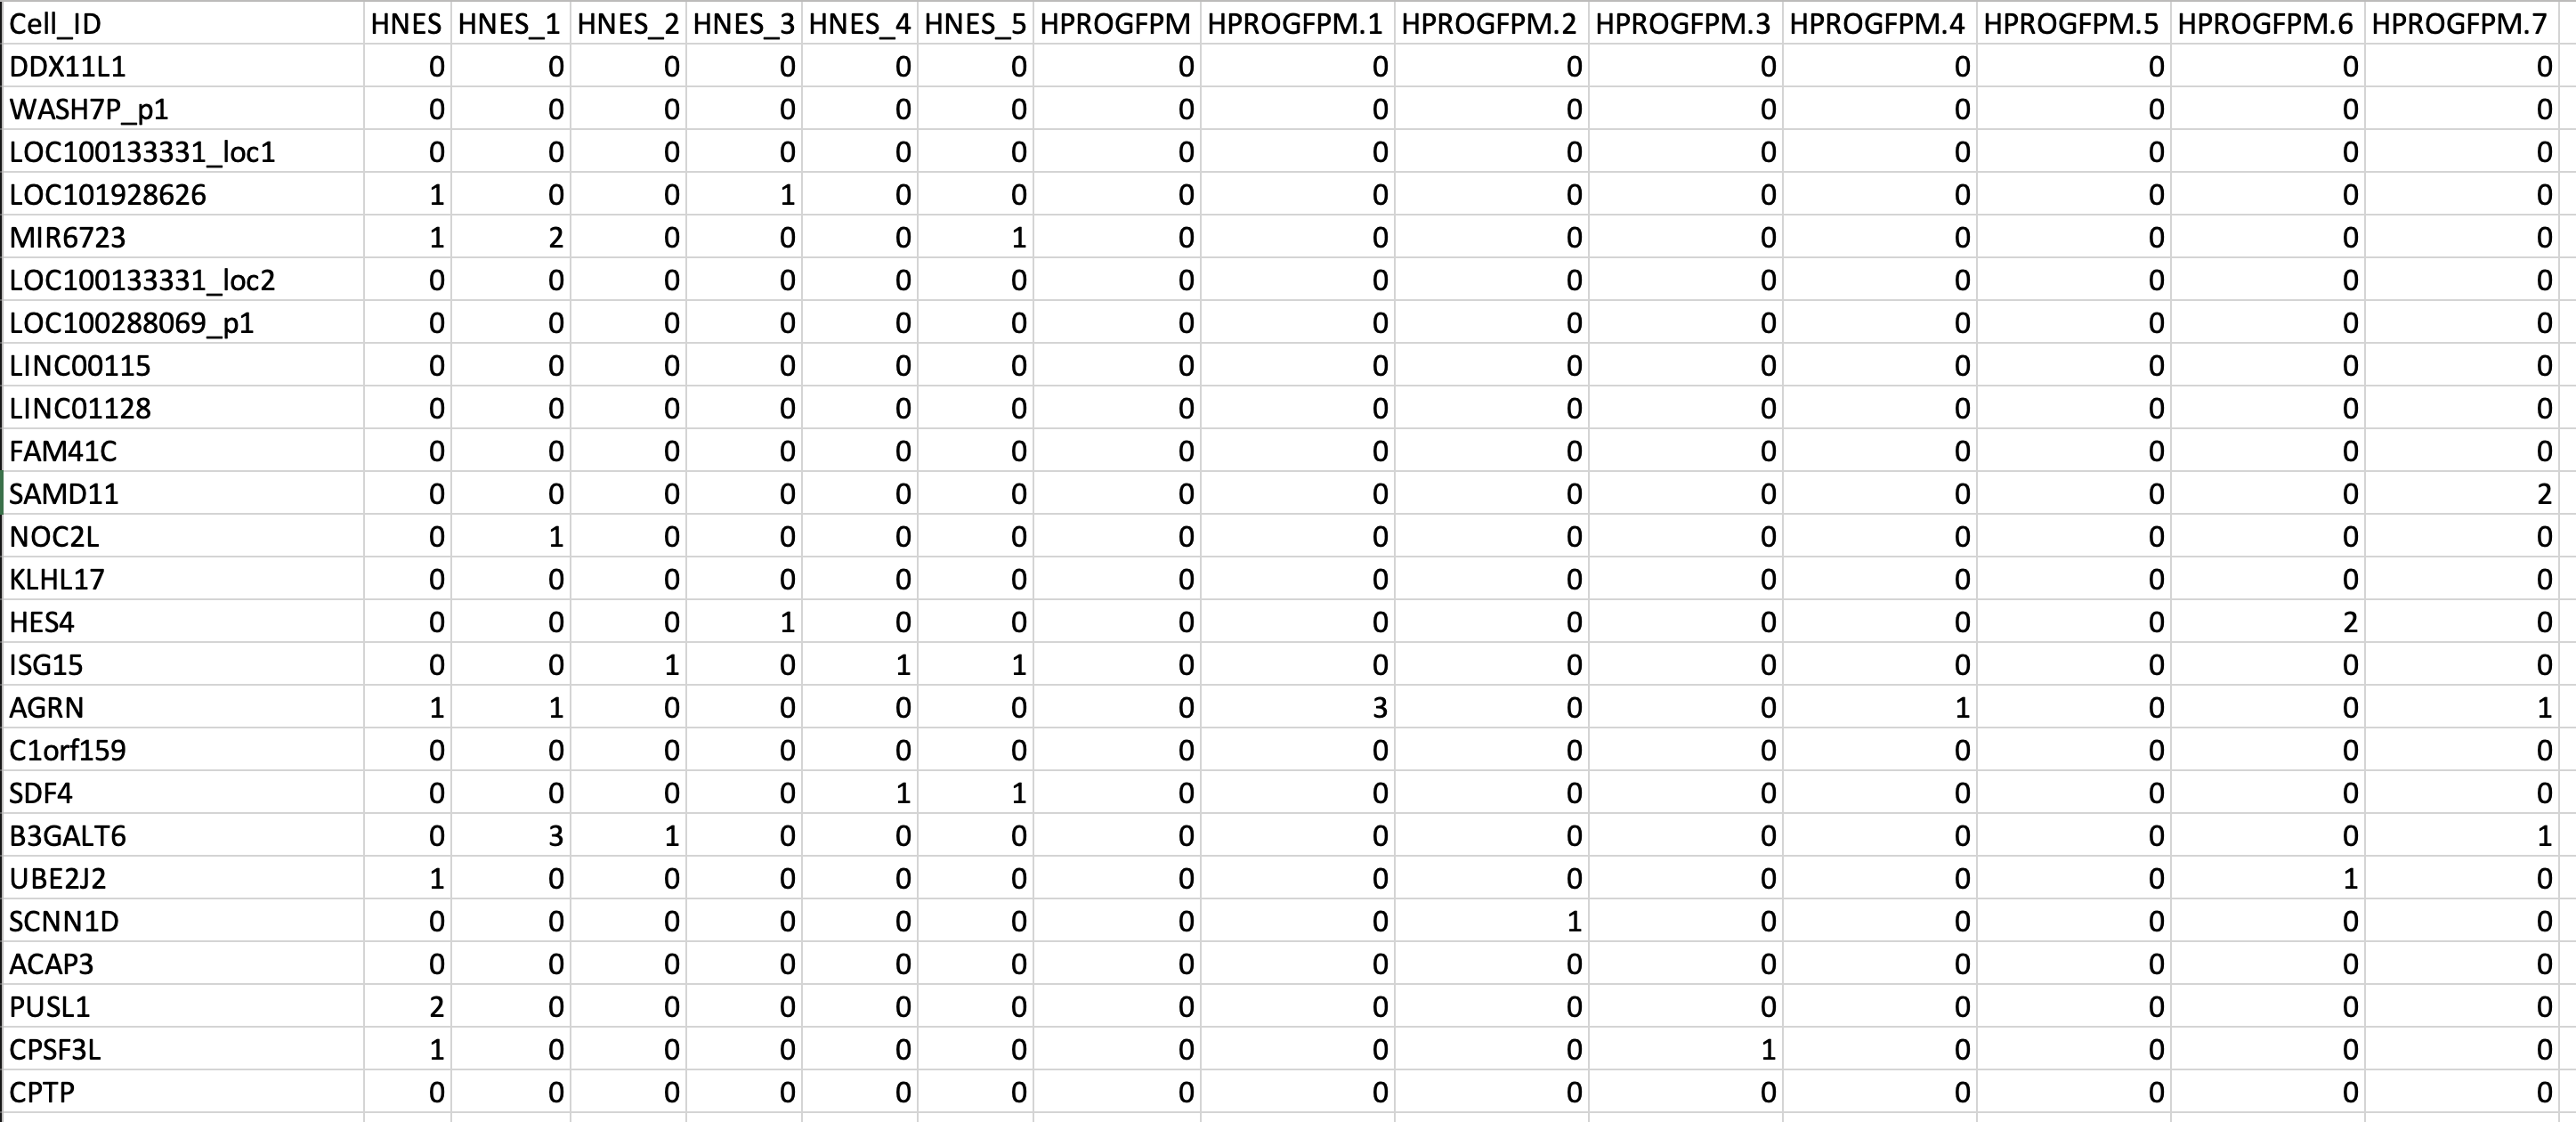 Cell_ID HNES HNES_1 HNES_2 HNES_3 HNES_4 HNES_5 HPROGFPM HPROGFPM.1 HPROGFPM.2 HPROGFPM.3 HPROGFPM.4 HPROGFPM.5 HPROGFPM.6 HPROGFPM.7
DDX11L1 0 0 0 0 0 0 0 0 0 0 0 0 0 0
WASH7P_p1 0 0 0 0 0 0 0 0 0 0 0 0 0 0
LOC100133331_loc1 0 0 0 0 0 0 0 0 0 0 0 0 0 0
LOC101928626 1 0 0 1 0 0 0 0 0 0 0 0 0 0
MIR6723 1 2 0 0 0 1 0 0 0 0 0 0 0 0
LOC100133331_loc2 0 0 0 0 0 0 0 0 0 0 0 0 0 0
LOC100288069_p1 0 0 0 0 0 0 0 0 0 0 0 0 0 0
LINC00115 0 0 0 0 0 0 0 0 0 0 0 0 0 0
LINC01128 0 0 0 0 0 0 0 0 0 0 0 0 0 0
FAM41C 0 0 0 0 0 0 0 0 0 0 0 0 0 0
SAMD11 0 0 0 0 0 0 0 0 0 0 0 0 0 2
NOC2L 0 1 0 0 0 0 0 0 0 0 0 0 0 0
KLHL17 0 0 0 0 0 0 0 0 0 0 0 0 0 0
HES4 0 0 0 1 0 0 0 0 0 0 0 0 2 0
ISG15 0 0 1 0 1 1 0 0 0 0 0 0 0 0
AGRN 1 1 0 0 0 0 0 3 0 0 1 0 0 1
C1orf159 0 0 0 0 0 0 0 0 0 0 0 0 0 0
SDF4 0 0 0 0 1 1 0 0 0 0 0 0 0 0
B3GALT6 0 3 1 0 0 0 0 0 0 0 0 0 0 1
UBE2J2 1 0 0 0 0 0 0 0 0 0 0 0 1 0
SCNN1D 0 0 0 0 0 0 0 0 1 0 0 0 0 0
ACAP3 0 0 0 0 0 0 0 0 0 0 0 0 0 0
PUSL1 2 0 0 0 0 0 0 0 0 0 0 0 0 0
CPSF3L 1 0 0 0 0 0 0 0 0 1 0 0 0 0
CPTP 0 0 0 0 0 0 0 0 0 0 0 0 0 0